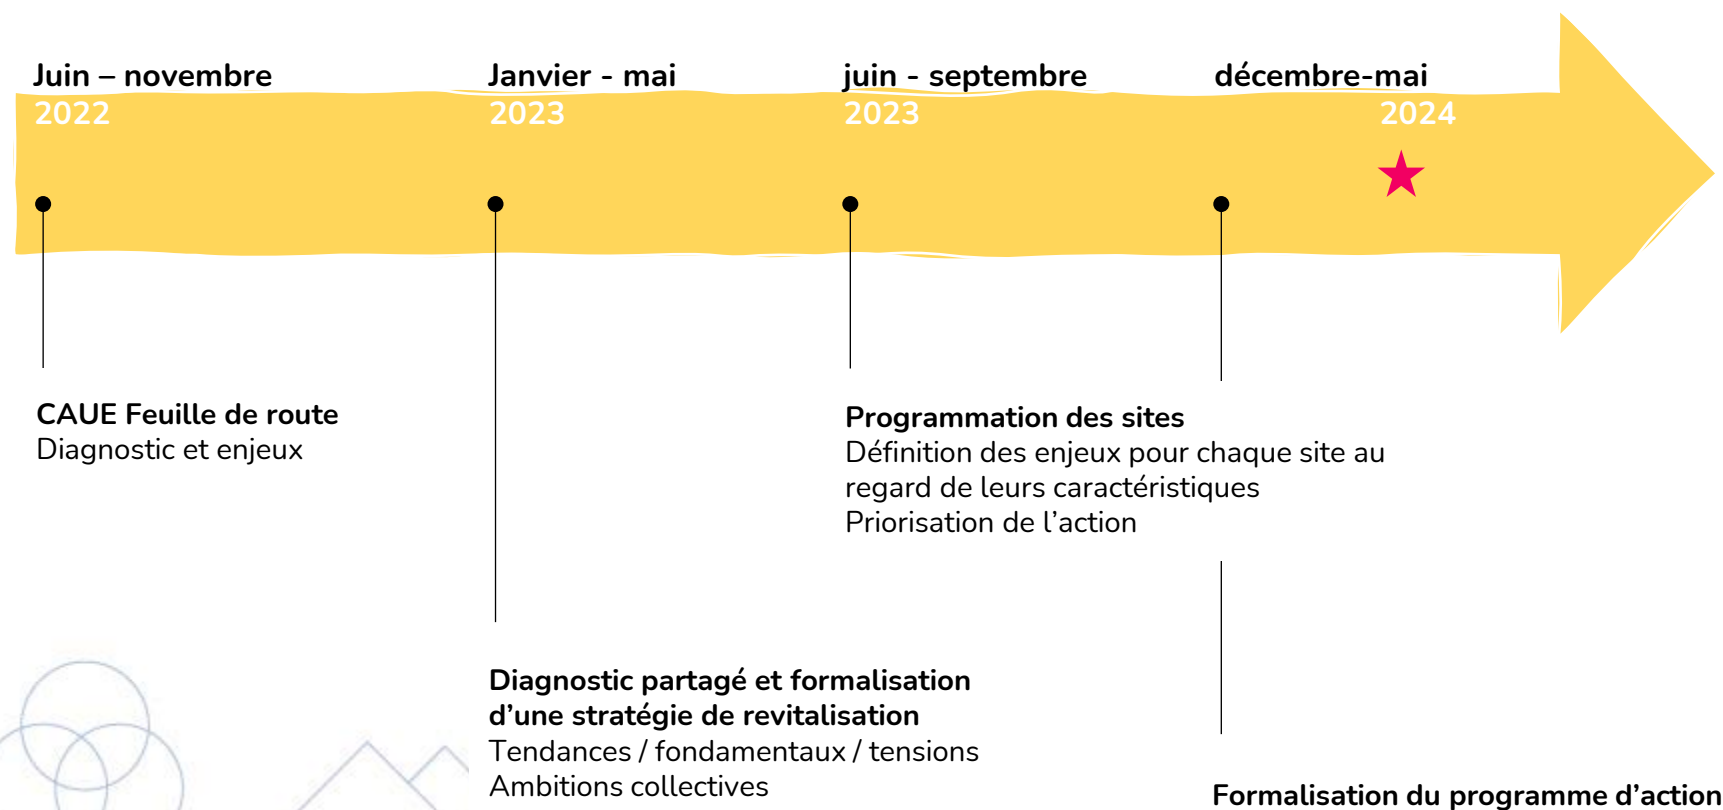 Juin – novembre
2022
Janvier - mai
2023
juin - septembre
2023
décembre-mai
2024
CAUE Feuille de route
Diagnostic et enjeux
Programmation des sites
Définition des enjeux pour chaque site au
regard de leurs caractéristiques
Priorisation de l’action
Diagnostic partagé et formalisation
d’une stratégie de revitalisation
Tendances / fondamentaux / tensions
Ambitions collectives
Formalisation du programme d’action